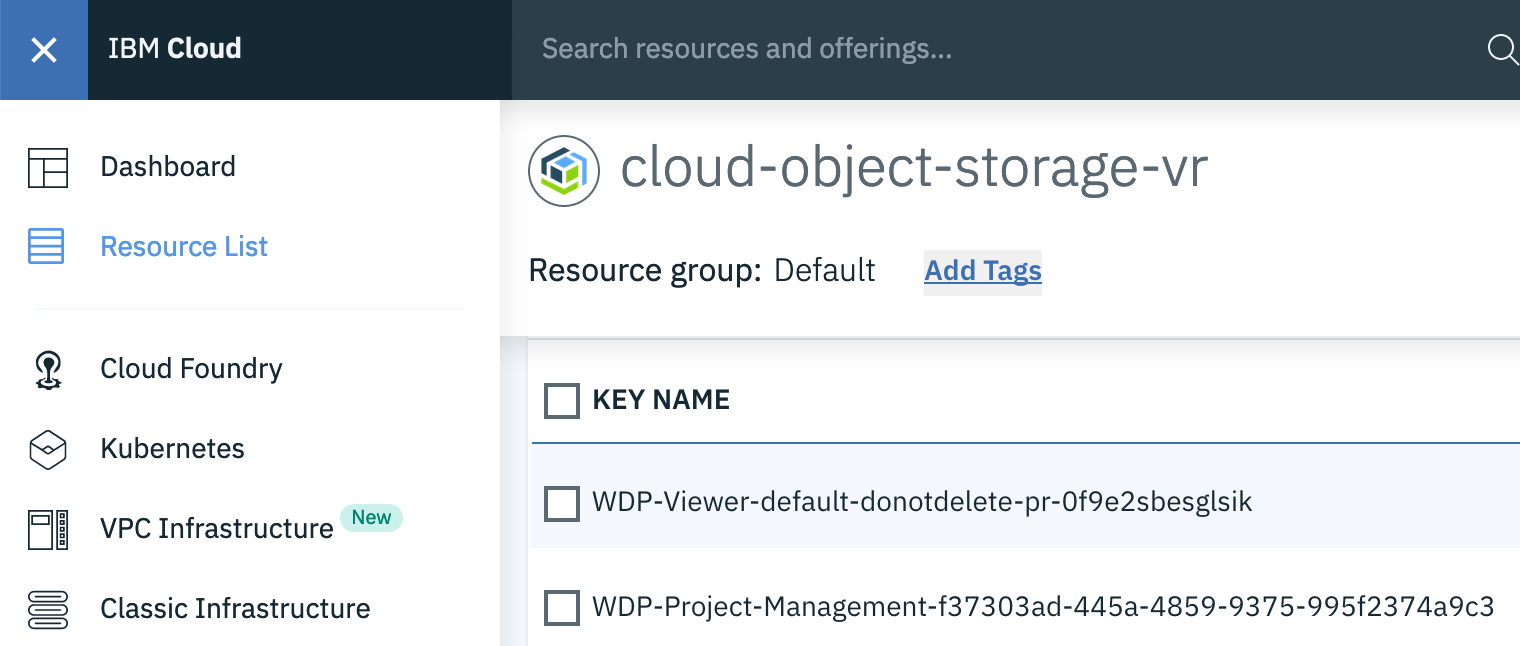 IBM Cloud
Search resources and offerings...
Dashboard
Resource List
Cloud Foundry
Kubernetes
VPC Infrastructure New
Classic Infrastructure
cloud-object-storage-vr
Resource group: Default Add Tags
KEY NAME
WDP-Viewer-default-donotdelete-pr-0f9e2sbesglsik
WDP-Project-Management-f37303ad-445a-4859-9375-995f2374a9c3